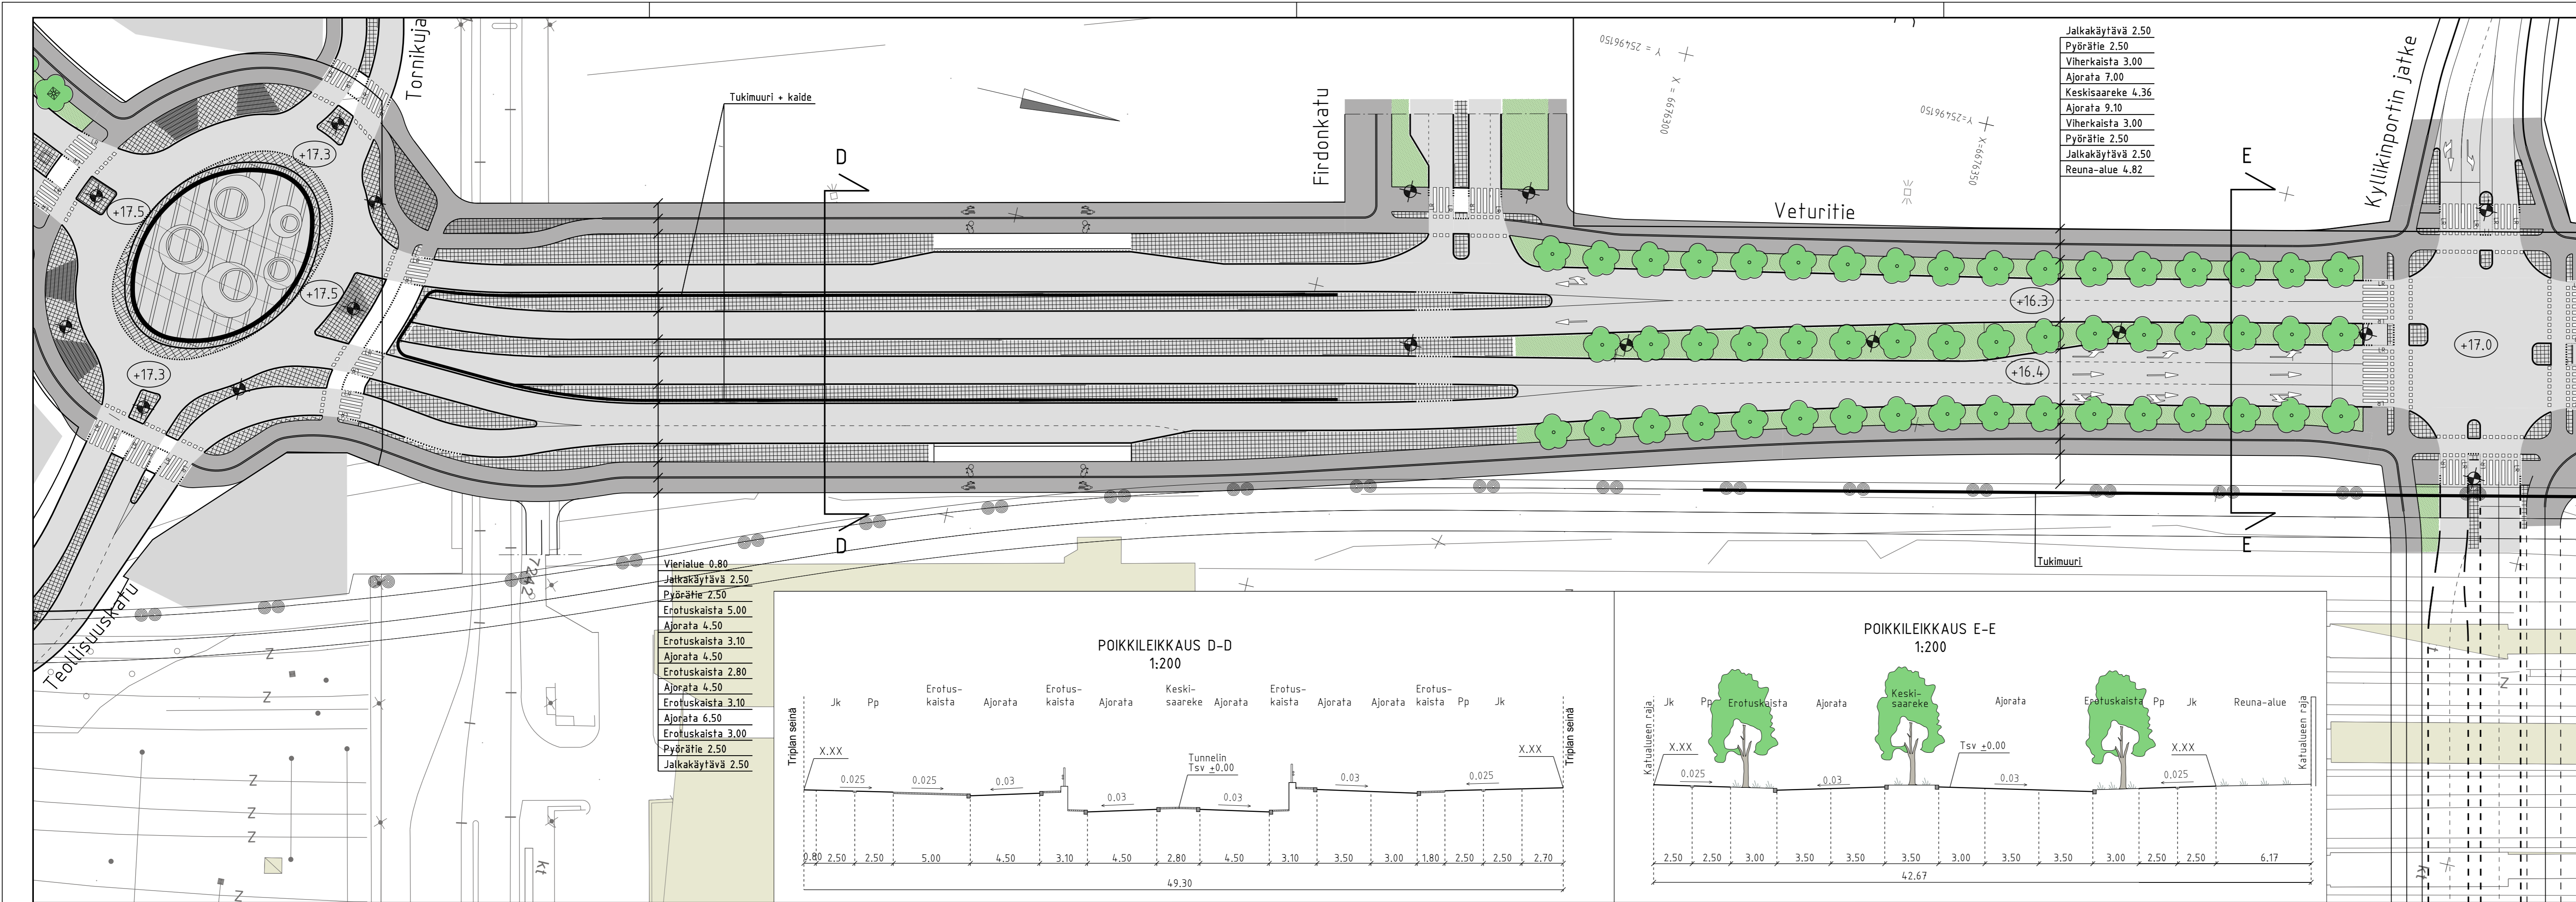 Tornikuja
Tukimuuri + kaide
D
Firdonkatu
Y = 25496150
X = 6676300
Y=25496150
X=6676350
Veturitie
Jalkakäytävä 2.50
Pyörätie 2.50
Viherkaista 3.00
Ajorata 7.00
Keskisaareke 4.36
Ajorata 9.10
Viherkaista 3.00
Pyörätie 2.50
Jalkakäytävä 2.50
Reuna-alue 4.82
E
Kyllikinportin jatke
+17.3
+17.5
+17.5
+17.3
+16.3
+16.4
+17.0
D
E
Tukimuuri
Teollisuuskatu
7242
Vierialue 0.80
Jalkakäytävä 2.50
Pyörätie 2.50
Erotuskaista 5.00
Ajorata 4.50
Erotuskaista 3.10
Ajorata 4.50
Erotuskaista 2.80
Ajorata 4.50
Erotuskaista 3.10
Ajorata 6.50
Erotuskaista 3.00
Pyörätie 2.50
Jalkakäytävä 2.50
Z
Z
Z
Z
Z
Z
Z
kt
kt
POIKKILEIKKAUS D-D
1:200
Triplan seinä
Jk
Pp
Erotus-
kaista
Ajorata
Erotus-
kaista
Ajorata
Keski-
saareke
Ajorata
Erotus-
kaista
Ajorata
Ajorata
Erotus-
kaista
Pp
Jk
Triplan seinä
X.XX
Tunnelin
Tsv ±0.00
X.XX
0.025
0.025
0.03
0.03
0.03
0.03
0.025
0.80 2.50 2.50 5.00 4.50 3.10 4.50 2.80 4.50 3.10 3.50 3.00 1.80 2.50 2.50 2.70
49.30
POIKKILEIKKAUS E-E
1:200
Katualueen raja
Jk
Pp
Erotuskaista
Ajorata
Keski-
saareke
Ajorata
Erotuskaista
Pp
Jk
Reuna-alue
Katualueen raja
X.XX
Tsv ±0.00
X.XX
0.025
0.03
0.03
0.025
2.50 2.50 3.00 3.50 3.50 3.50 3.00 3.50 3.50 3.00 2.50 2.50 6.17
42.67